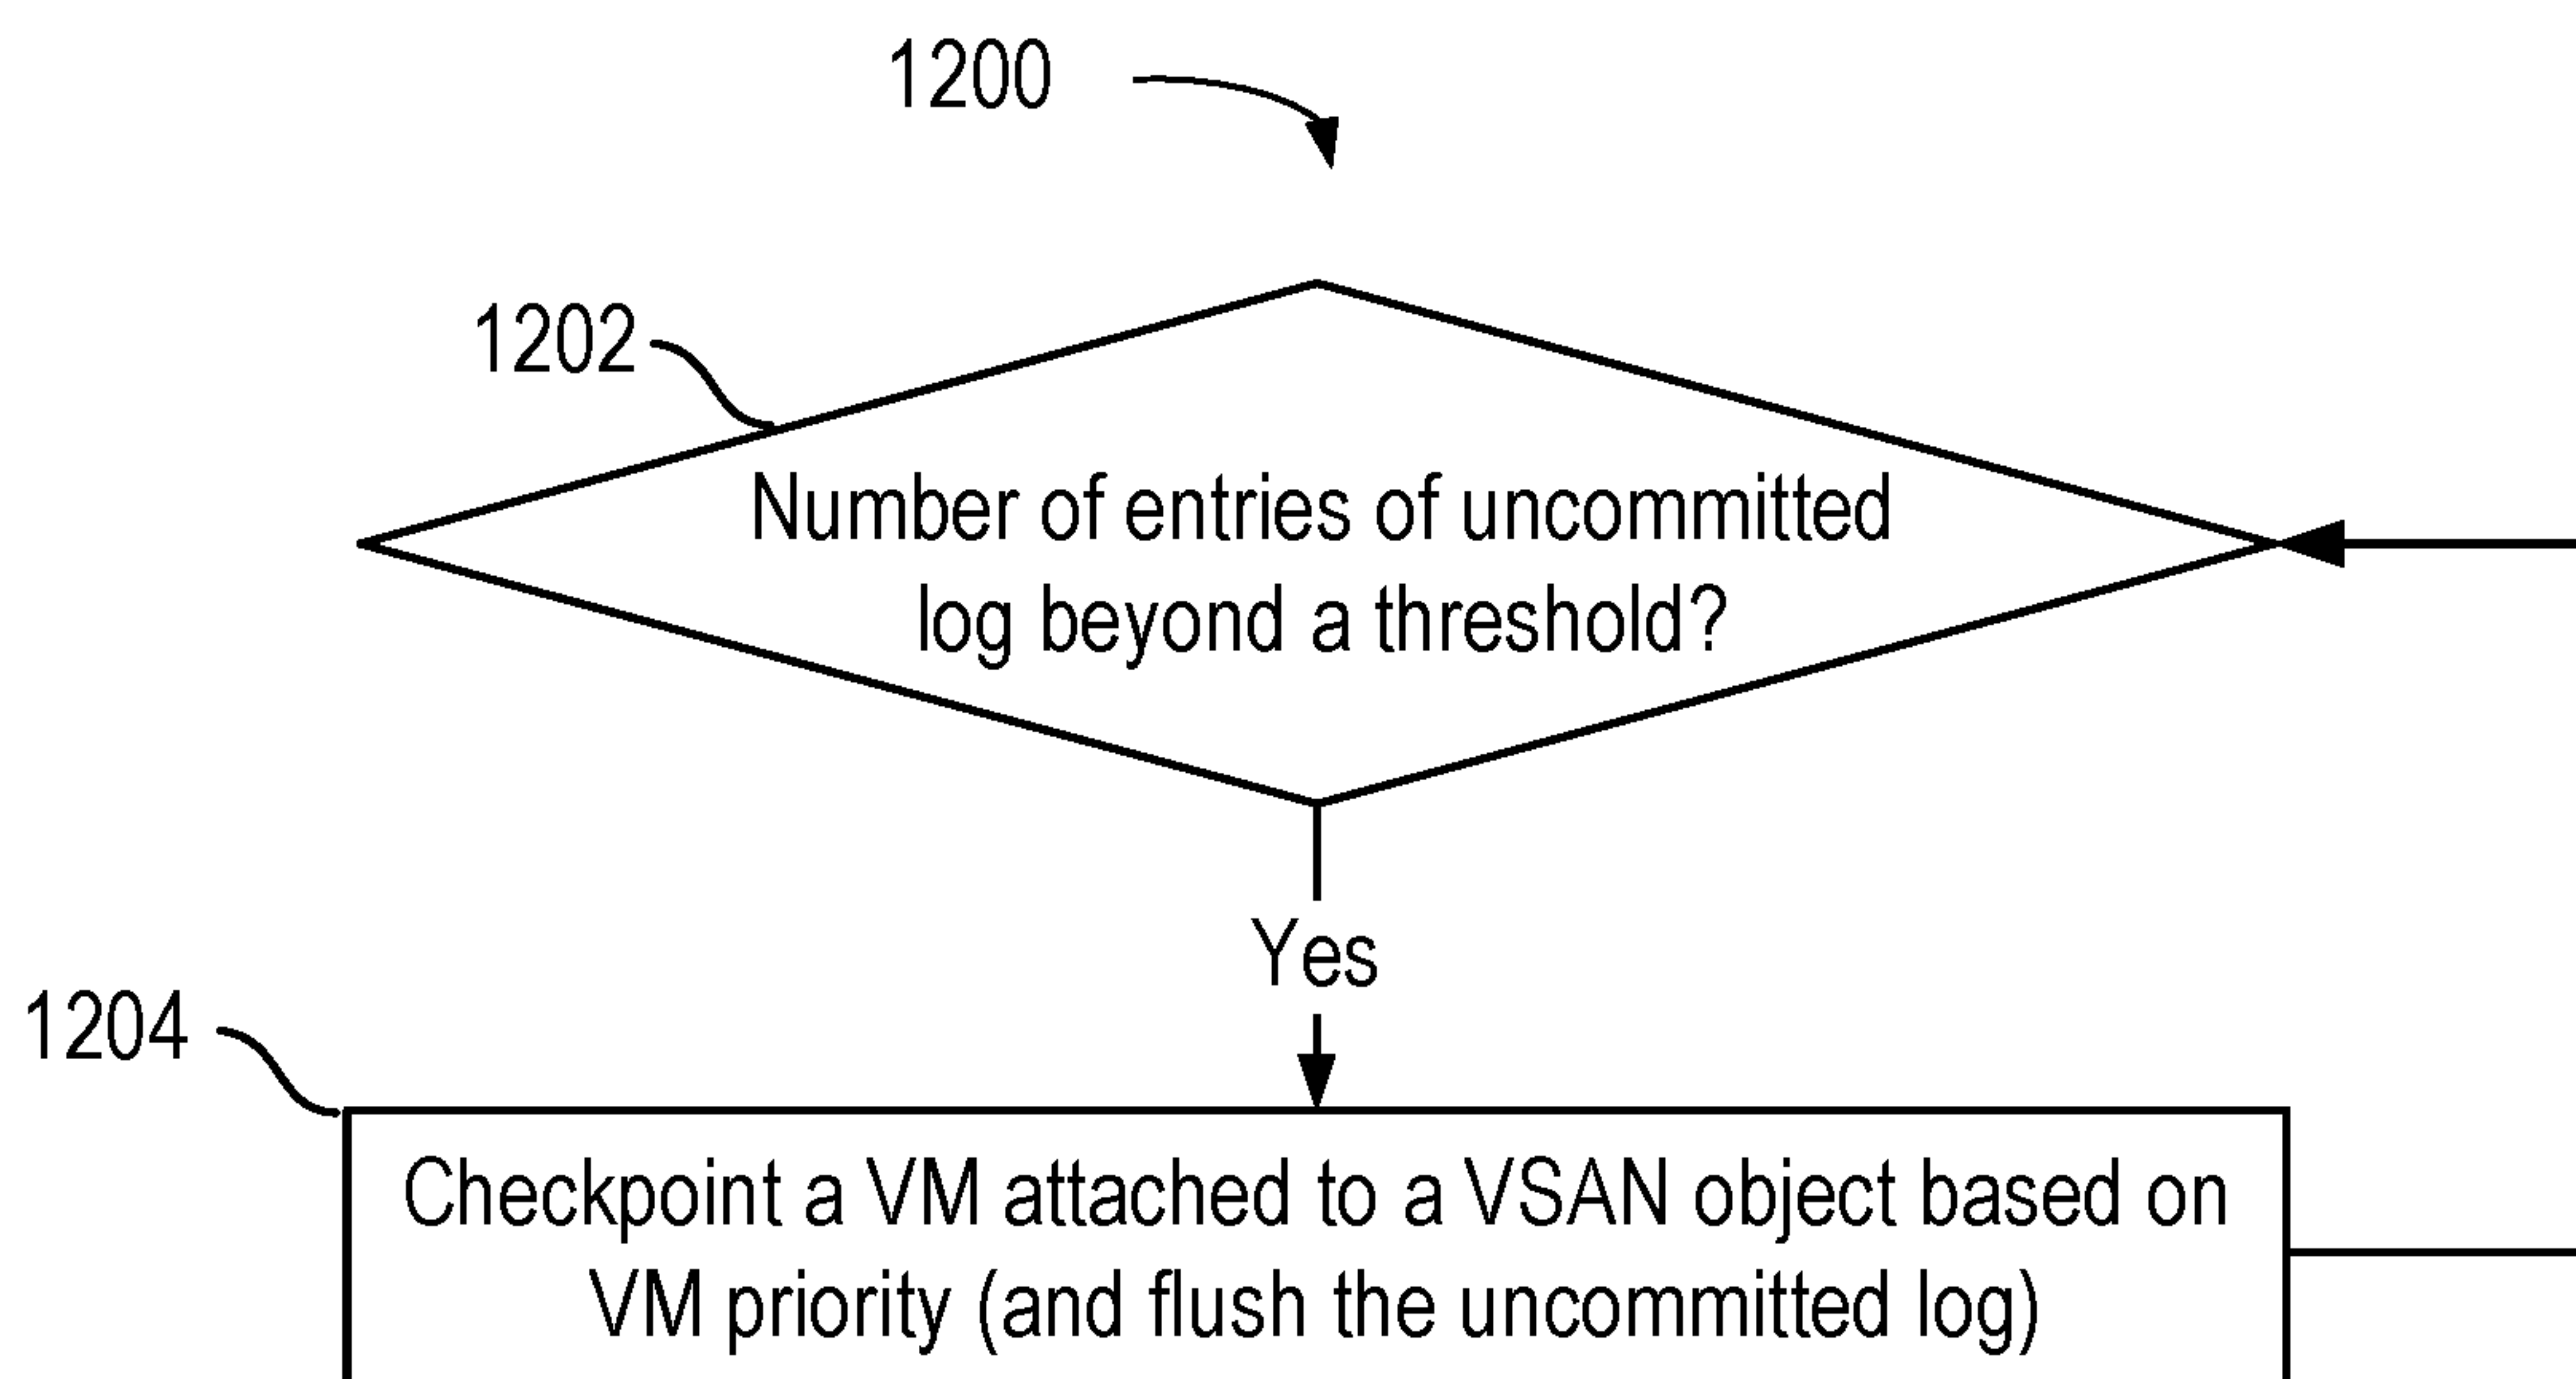 1200
1202
Number of entries of uncommitted
log beyond a threshold?
Yes
1204
Checkpoint a VM attached to a VSAN object based on
VM priority (and flush the uncommitted log)